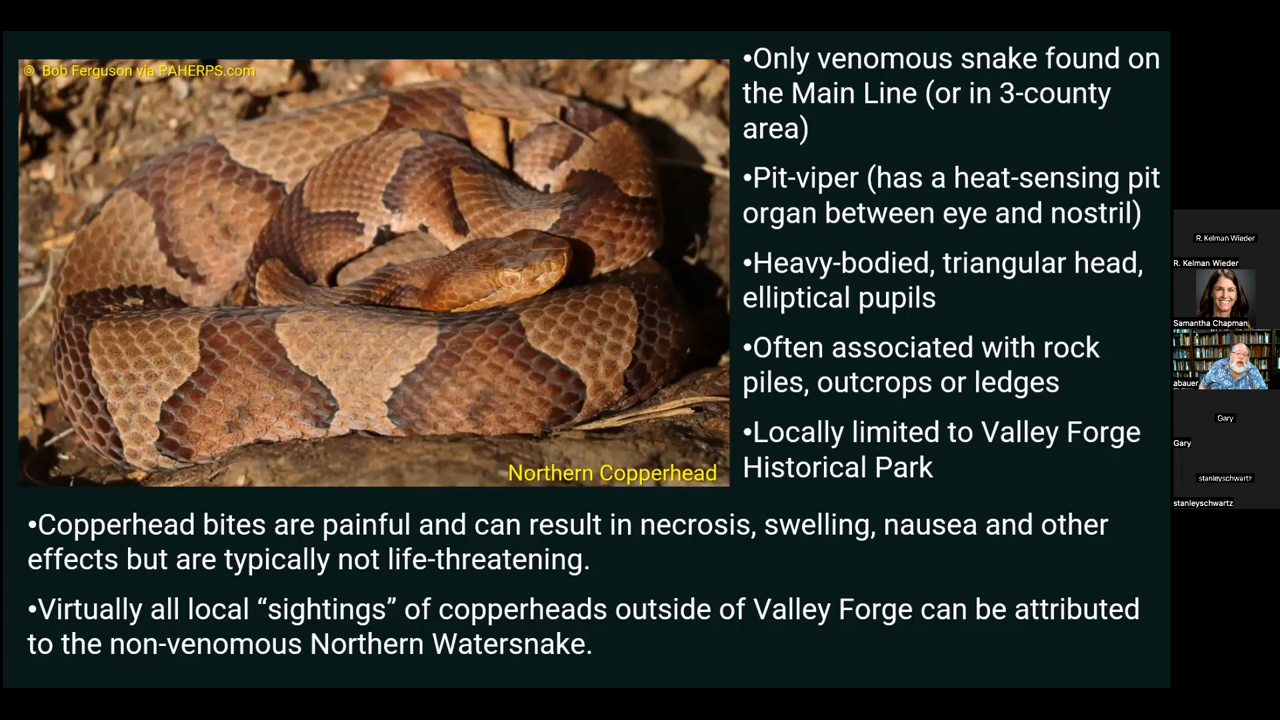 © Bob Ferguson via PAHERPS.com
Northern Copperhead
•Only venomous snake found on
the Main Line (or in 3-county
area)
•Pit-viper (has a heat-sensing pit
organ between eye and nostril)
•Heavy-bodied, triangular head,
elliptical pupils
•Often associated with rock
piles, outcrops or ledges
•Locally limited to Valley Forge
Historical Park
•Copperhead bites are painful and can result in necrosis, swelling, nausea and other
effects but are typically not life-threatening.
•Virtually all local “sightings” of copperheads outside of Valley Forge can be attributed
to the non-venomous Northern Watersnake.
R. Kelman Wieder
R. Kelman Wieder
Samantha Chapman
abauer
Gary
Gary
stanleyschwartz
stanleyschwartz